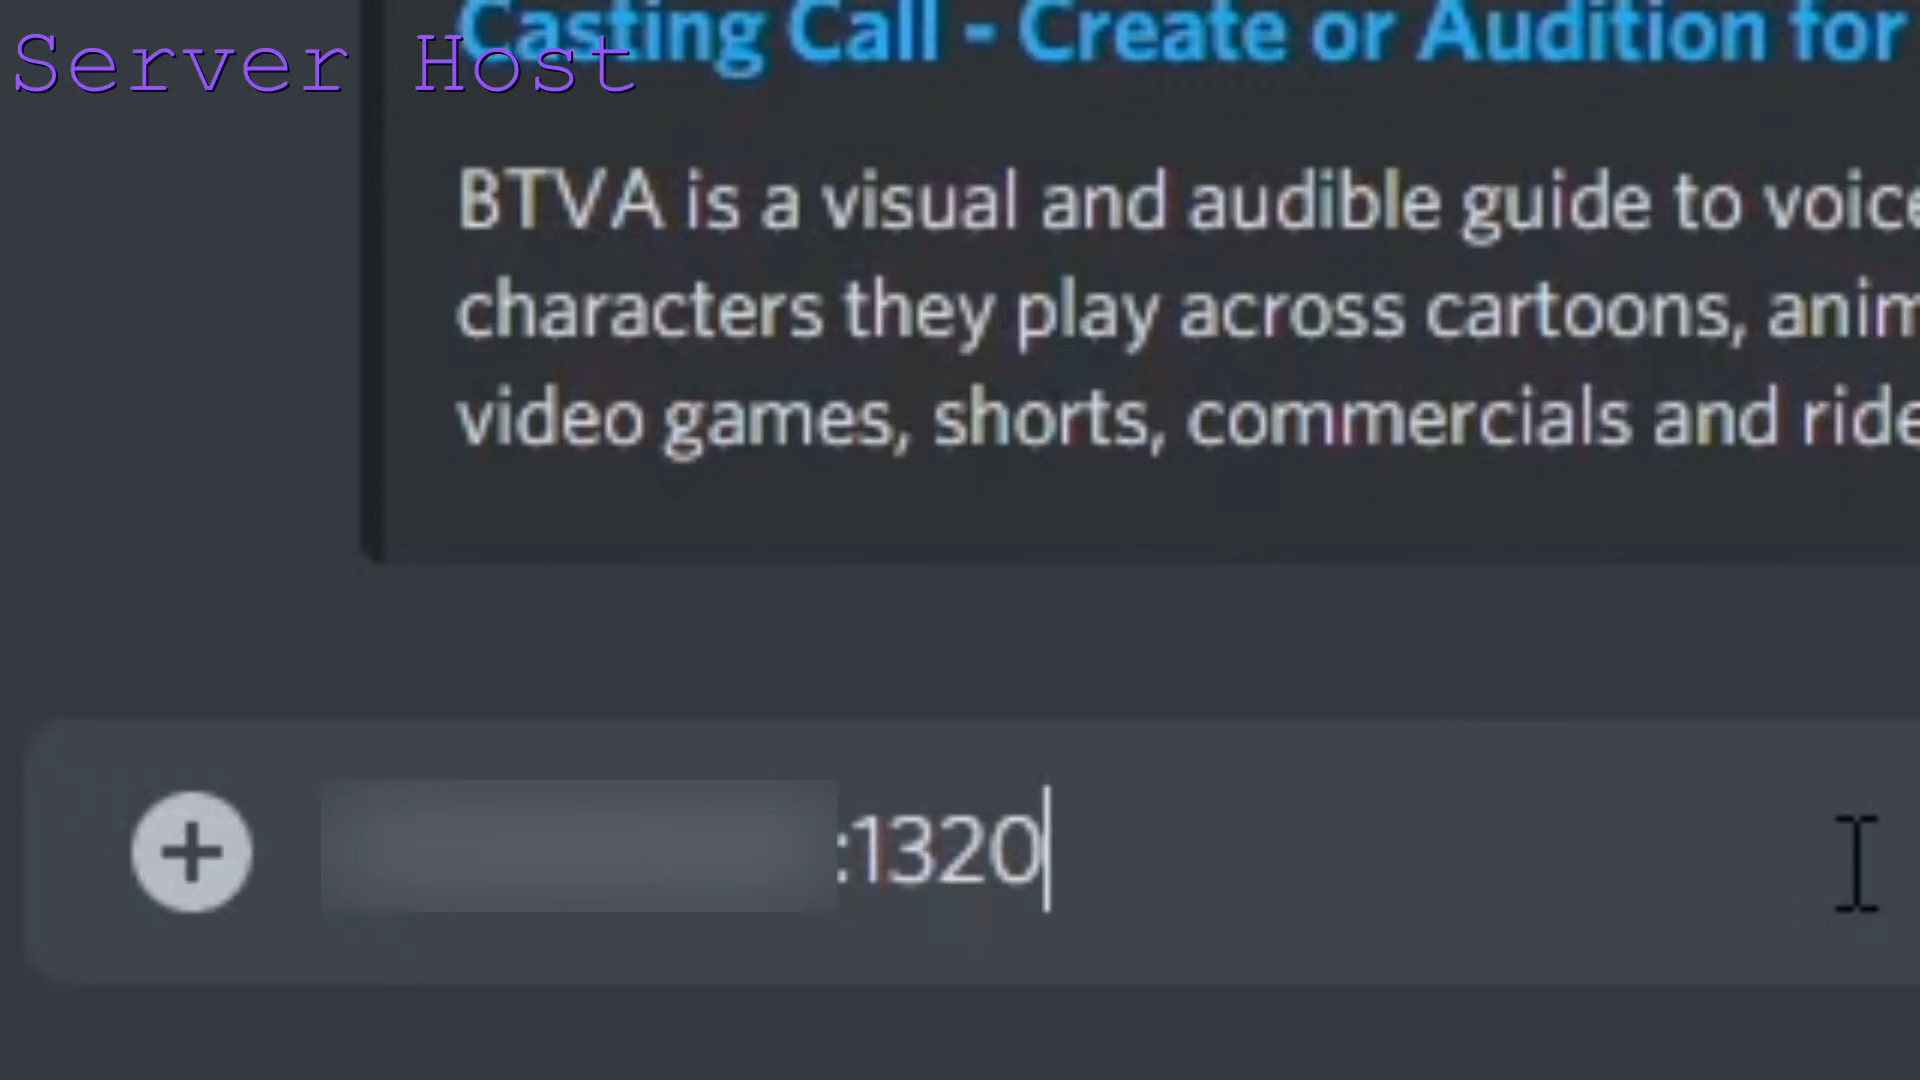 Server Host
Casting Call - Create or Audition for
BTVA is a visual and audible guide to voice
characters they play across cartoons, anim
video games, shorts, commercials and ride
:1320